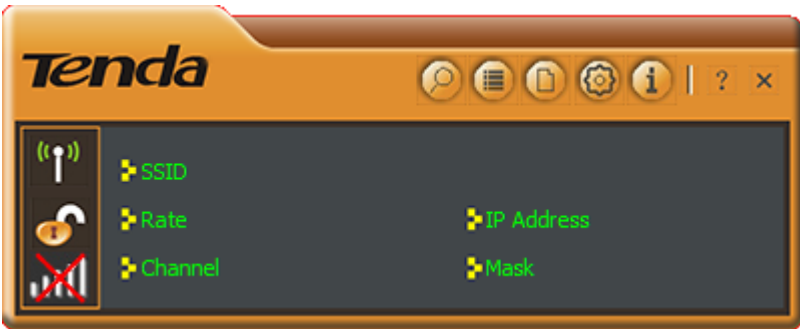 Tenda
?
SSID
Rate
IP Address
Channel
Mask